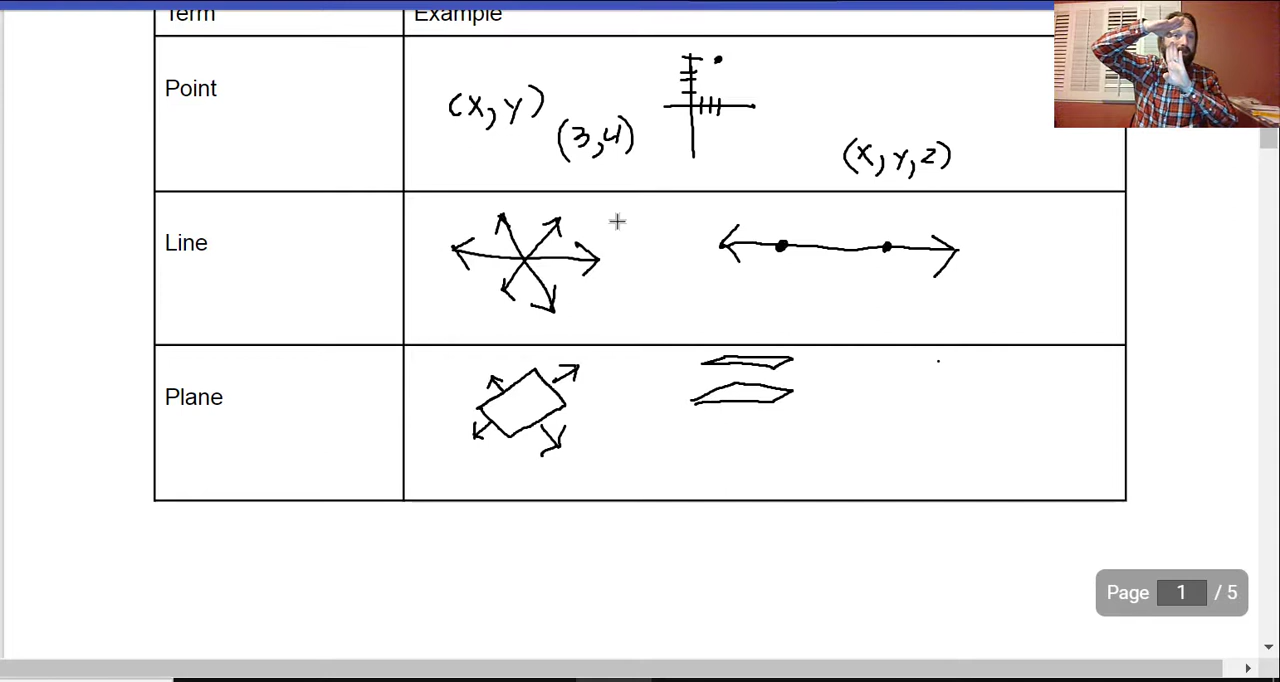 Term Example
Point
(x, y)
(3,4)
(x, y, z)
Line
Plane
Page 1 / 5